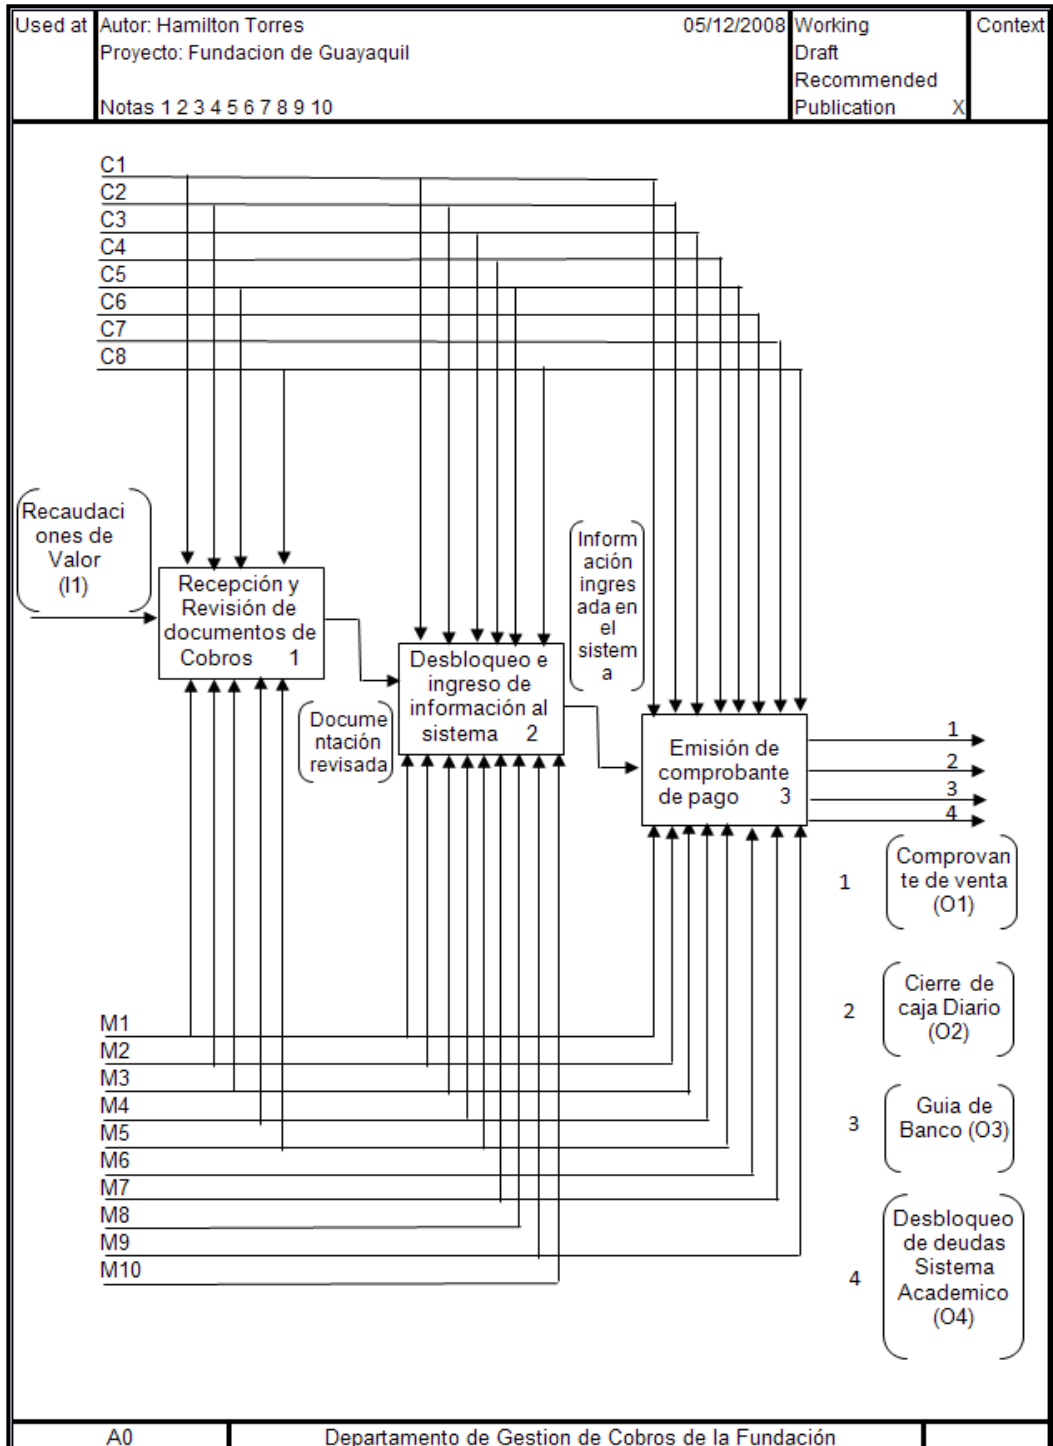 Used at
Autor: Hamilton Torres
05/12/2008
Working
Context
Proyecto: Fundacion de Guayaquil
Draft
Recommended
Notas 1 2 3 4 5 6 7 8 9 10
Publication X
C1
C2
C3
C4
C5
C6
C7
C8
Recaudaci
ones de
Valor
(I1)
Recepción y
Revisión de
documentos de
Cobros 1
Docume
ntación
revisada
Desbloqueo e
ingreso de
información al
sistema 2
Inform
ación
ingres
ada en
el
sistem
a
Emisión de
comprobante
de pago 3
1
2
3
4
1
Comprovan
te de venta
(O1)
2
Cierre de
caja Diario
(O2)
3
Guia de
Banco (O3)
4
Desbloqueo
de deudas
Sistema
Academico
(O4)
M1
M2
M3
M4
M5
M6
M7
M8
M9
M10
A0
Departamento de Gestion de Cobros de la Fundación